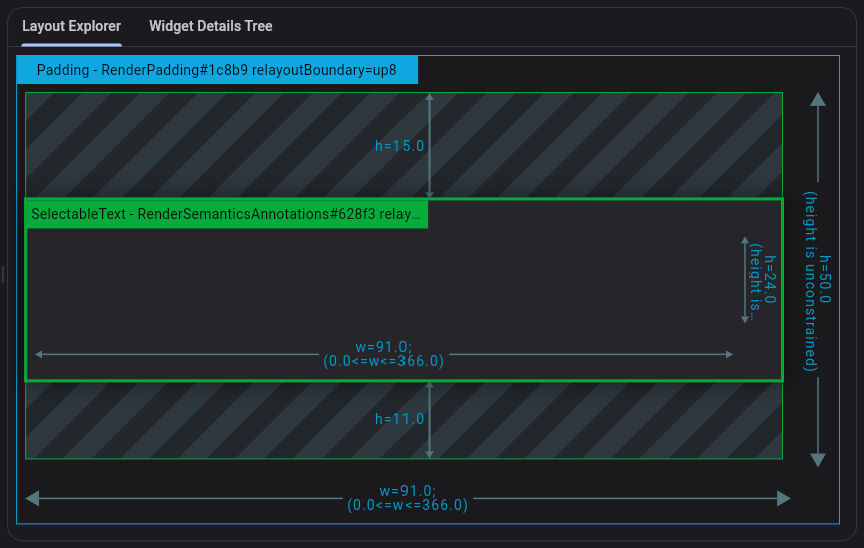 Layout Explorer
Widget Details Tree
Padding - RenderPadding#1c8b9 relayoutBoundary=up8
h=15.0
SelectableText - RenderSemanticsAnnotations#628f3 relay...
h=24.0
(height is...
h=50.0
(height is unconstrained)
w=91.0;
(0.0<=w<=366.0)
h=11.0
w=91.0;
(0.0<=w<=366.0)